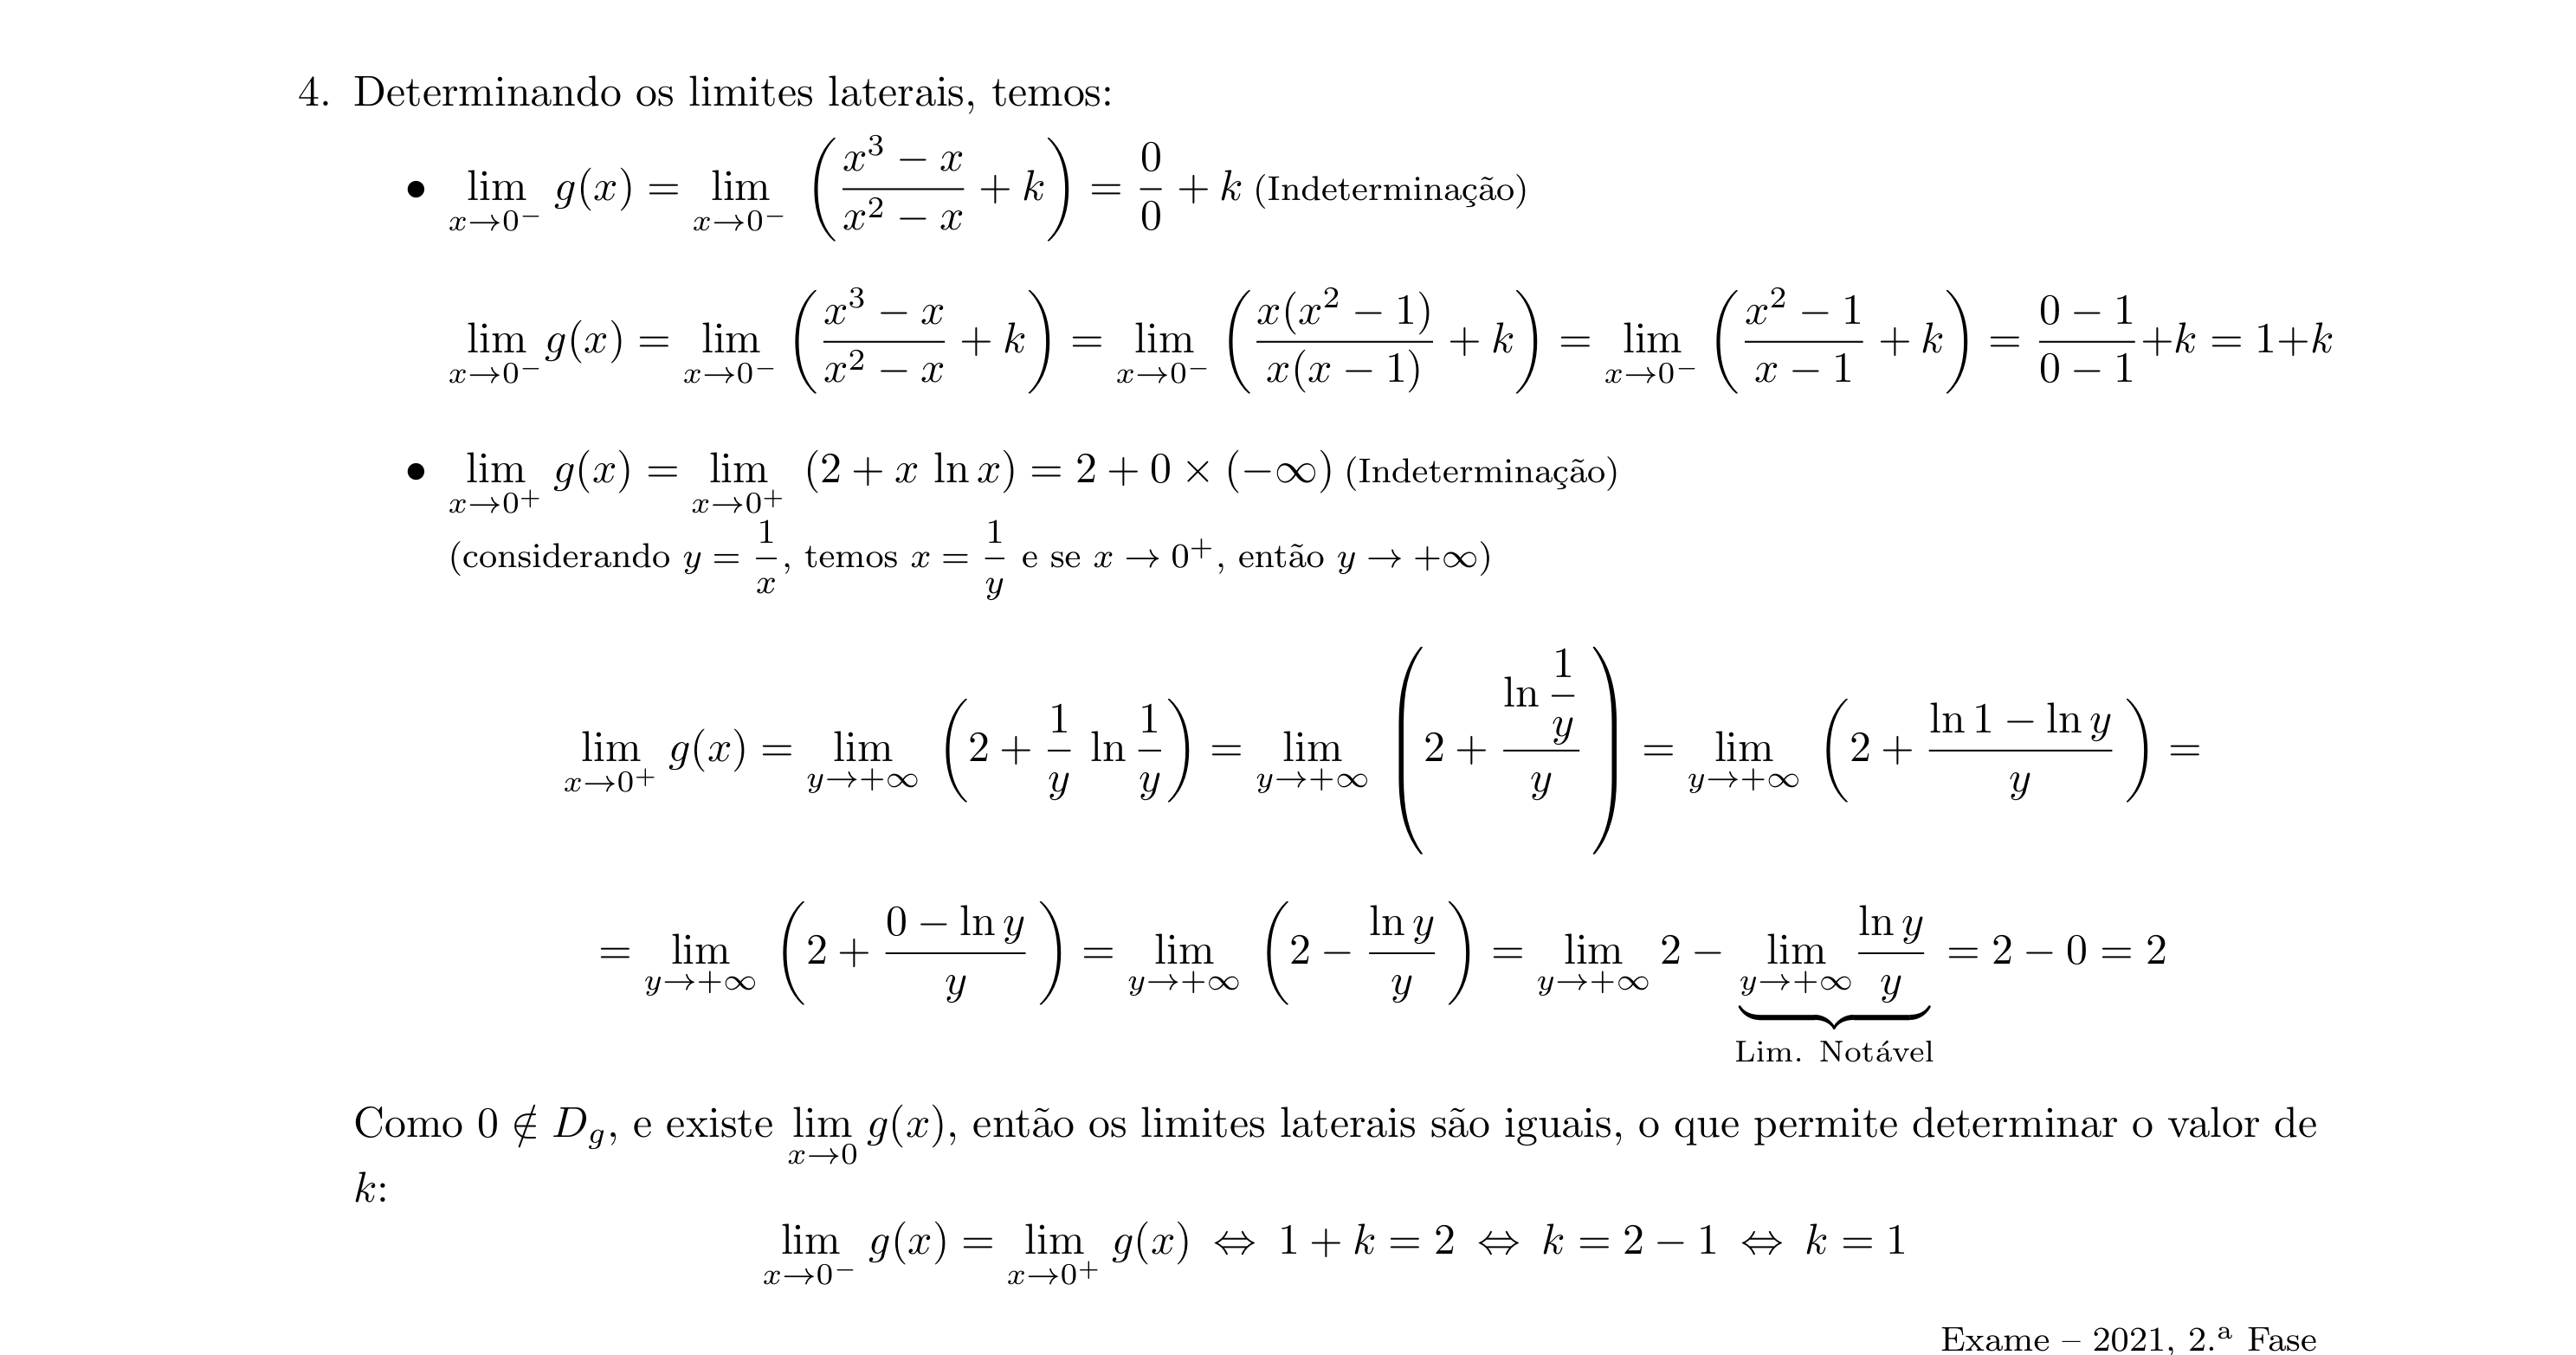 4. Determinando os limites laterais, temos:
• lim_{x→0⁻} g(x) = lim_{x→0⁻} ( (x³ − x)/(x² − x) + k ) = 0/0 + k (Indeterminação)
lim_{x→0⁻} g(x) = lim_{x→0⁻} ( (x³ − x)/(x² − x) + k ) = lim_{x→0⁻} ( x(x² − 1)/x(x − 1) + k ) = lim_{x→0⁻} ( (x² − 1)/(x − 1) + k ) = (0 − 1)/(0 − 1) + k = 1+k
• lim_{x→0⁺} g(x) = lim_{x→0⁺} (2 + x ln x) = 2 + 0 × (−∞) (Indeterminação)
(considerando y = 1/x, temos x = 1/y e se x → 0⁺, então y → +∞)
lim_{x→0⁺} g(x) = lim_{y→+∞} ( 2 + 1/y ln 1/y ) = lim_{y→+∞} ( 2 + (ln 1/y)/y ) = lim_{y→+∞} ( 2 + (ln 1 − ln y)/y ) =
= lim_{y→+∞} ( 2 + (0 − ln y)/y ) = lim_{y→+∞} ( 2 − (ln y)/y ) = lim_{y→+∞} 2 − lim_{y→+∞} (ln y)/y = 2 − 0 = 2
Lim. Notável
Como 0 ∉ D_g, e existe lim_{x→0} g(x), então os limites laterais são iguais, o que permite determinar o valor de
k:
lim_{x→0⁻} g(x) = lim_{x→0⁺} g(x) ⇔ 1 + k = 2 ⇔ k = 2 − 1 ⇔ k = 1
Exame – 2021, 2.ª Fase